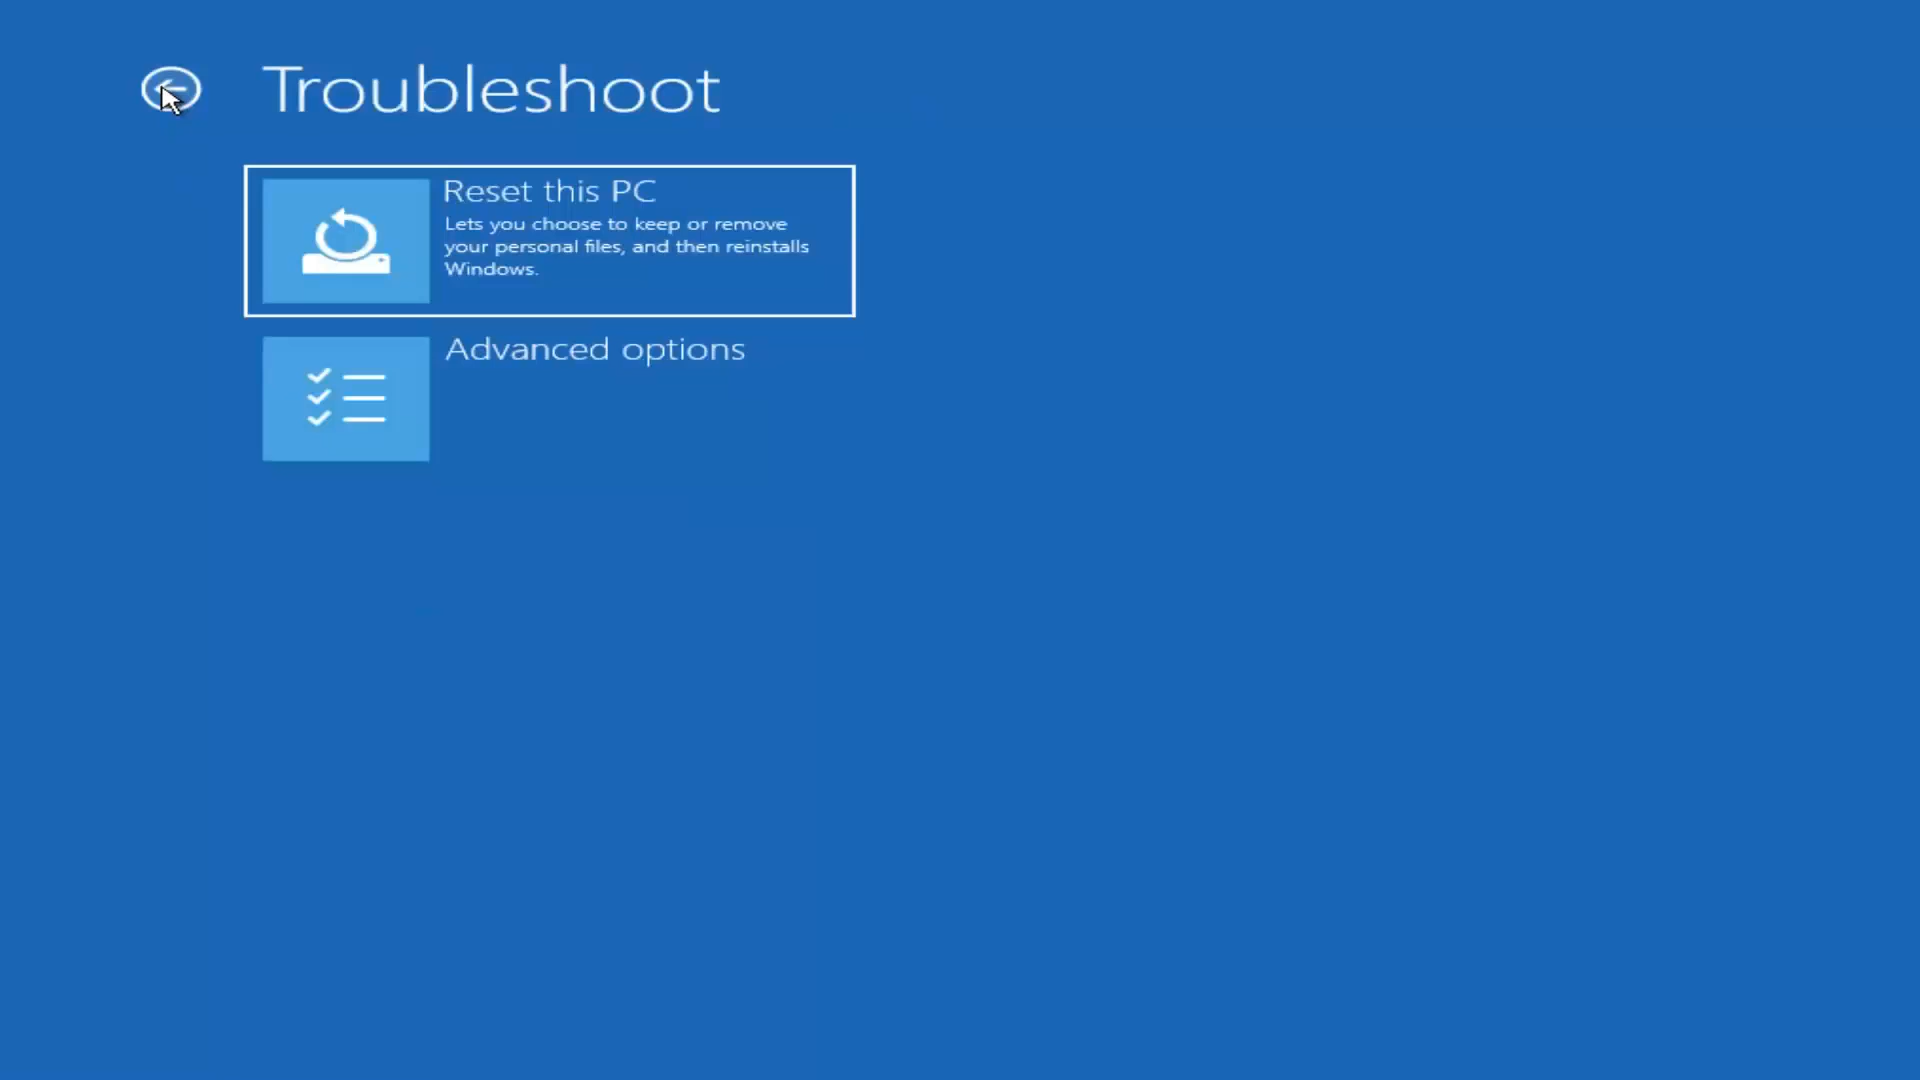 Troubleshoot
Reset this PC
Lets you choose to keep or remove
your personal files, and then reinstalls
Windows.
Advanced options